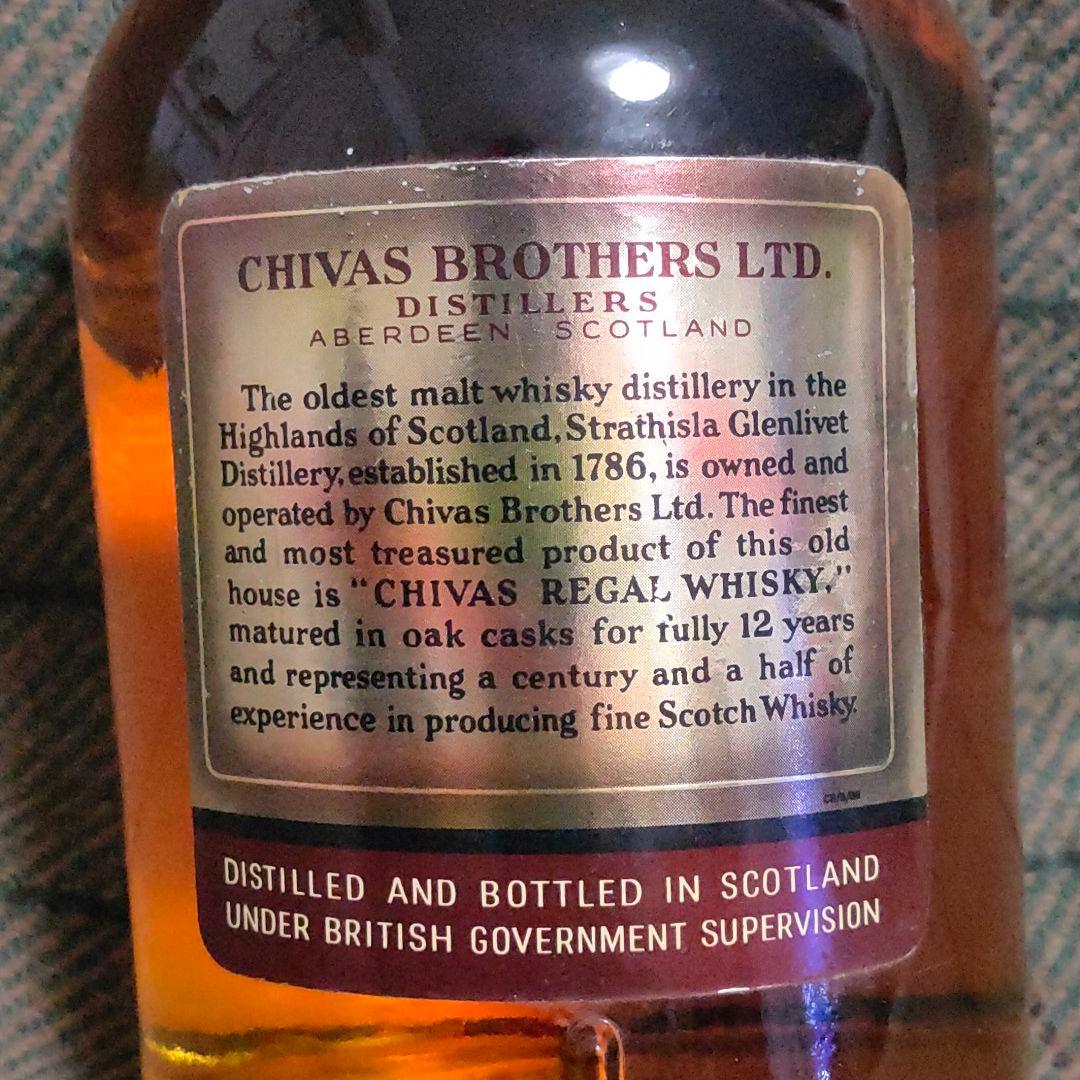 CHIVAS BROTHERS LTD.
DISTILLERS
ABERDEEN SCOTLAND
The oldest malt whisky distillery in the
Highlands of Scotland, Strathisla Glenlivet
Distillery, established in 1786, is owned and
operated by Chivas Brothers Ltd. The finest
and most treasured product of this old
house is “CHIVAS REGAL WHISKY,”
matured in oak casks for fully 12 years
and representing a century and a half of
experience in producing fine Scotch Whisky.
DISTILLED AND BOTTLED IN SCOTLAND
UNDER BRITISH GOVERNMENT SUPERVISION